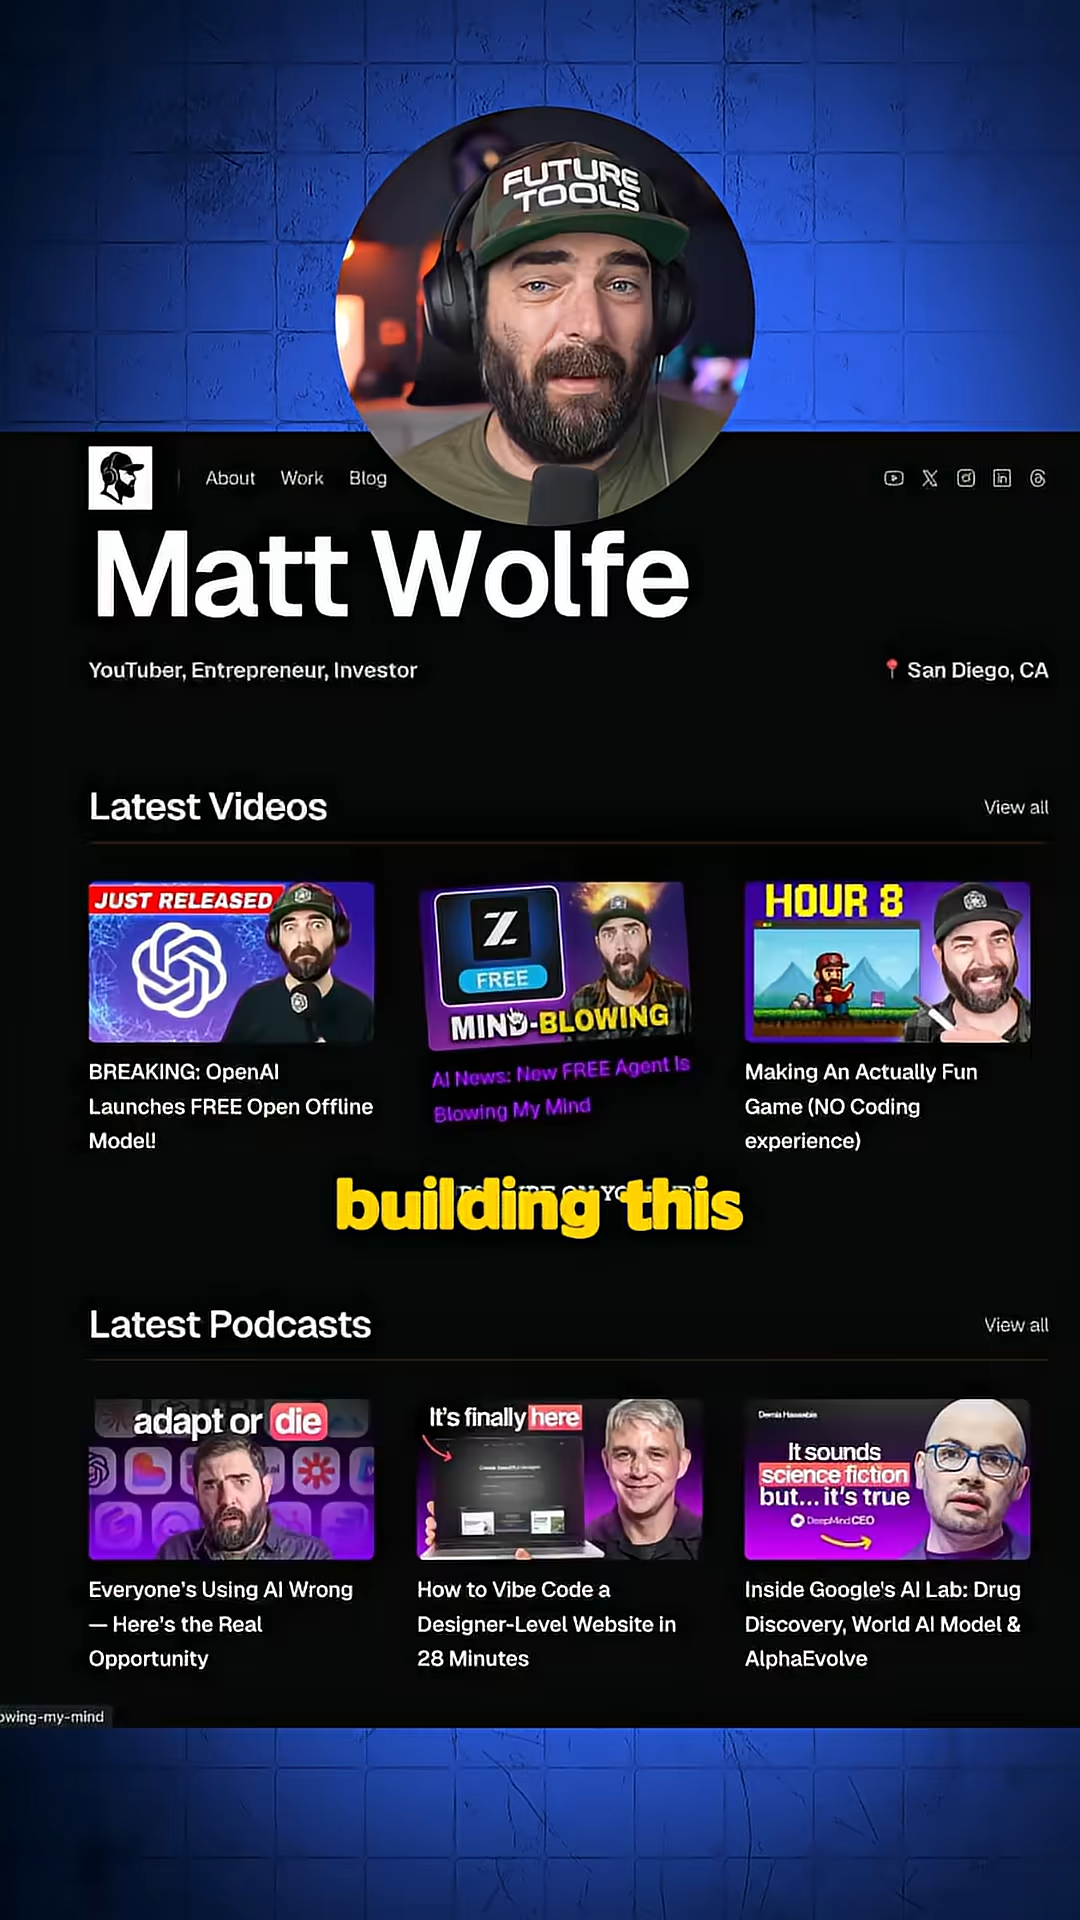 FUTURE
TOOLS
About Work Blog
Matt Wolfe
YouTuber, Entrepreneur, Investor
San Diego, CA
Latest Videos
View all
JUST RELEASED
FREE
MIND-BLOWING
HOUR 8
BREAKING: OpenAI
Launches FREE Open Offline
Model!
AI News: New FREE Agent Is
Blowing My Mind
Making An Actually Fun
Game (NO Coding
experience)
building this
Latest Podcasts
View all
adapt or die
It's finally here
Demis Hassabis
It sounds
science fiction
but... it's true
DeepMind CEO
Everyone's Using AI Wrong
— Here's the Real
Opportunity
How to Vibe Code a
Designer-Level Website in
28 Minutes
Inside Google's AI Lab: Drug
Discovery, World AI Model &
AlphaEvolve
owing-my-mind